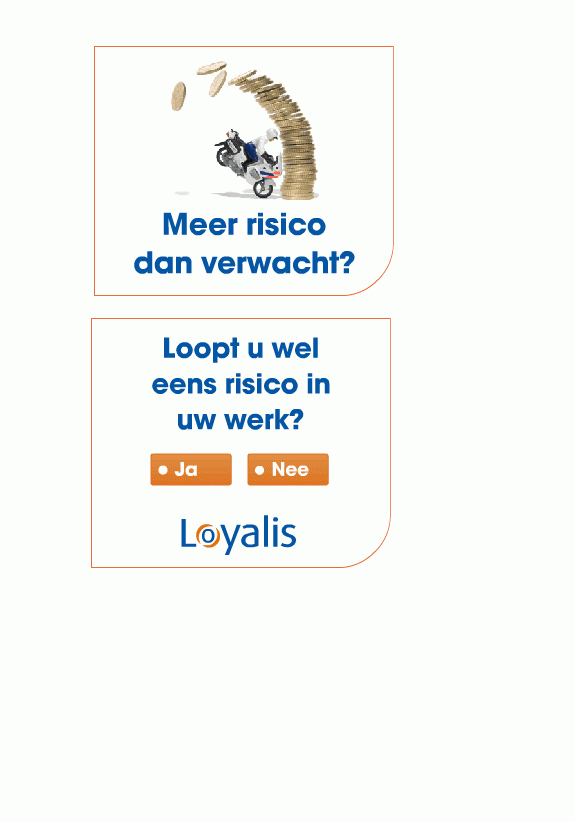 Meer risico
dan verwacht?
Loopt u wel
eens risico in
uw werk?
Ja Nee
Loyalis